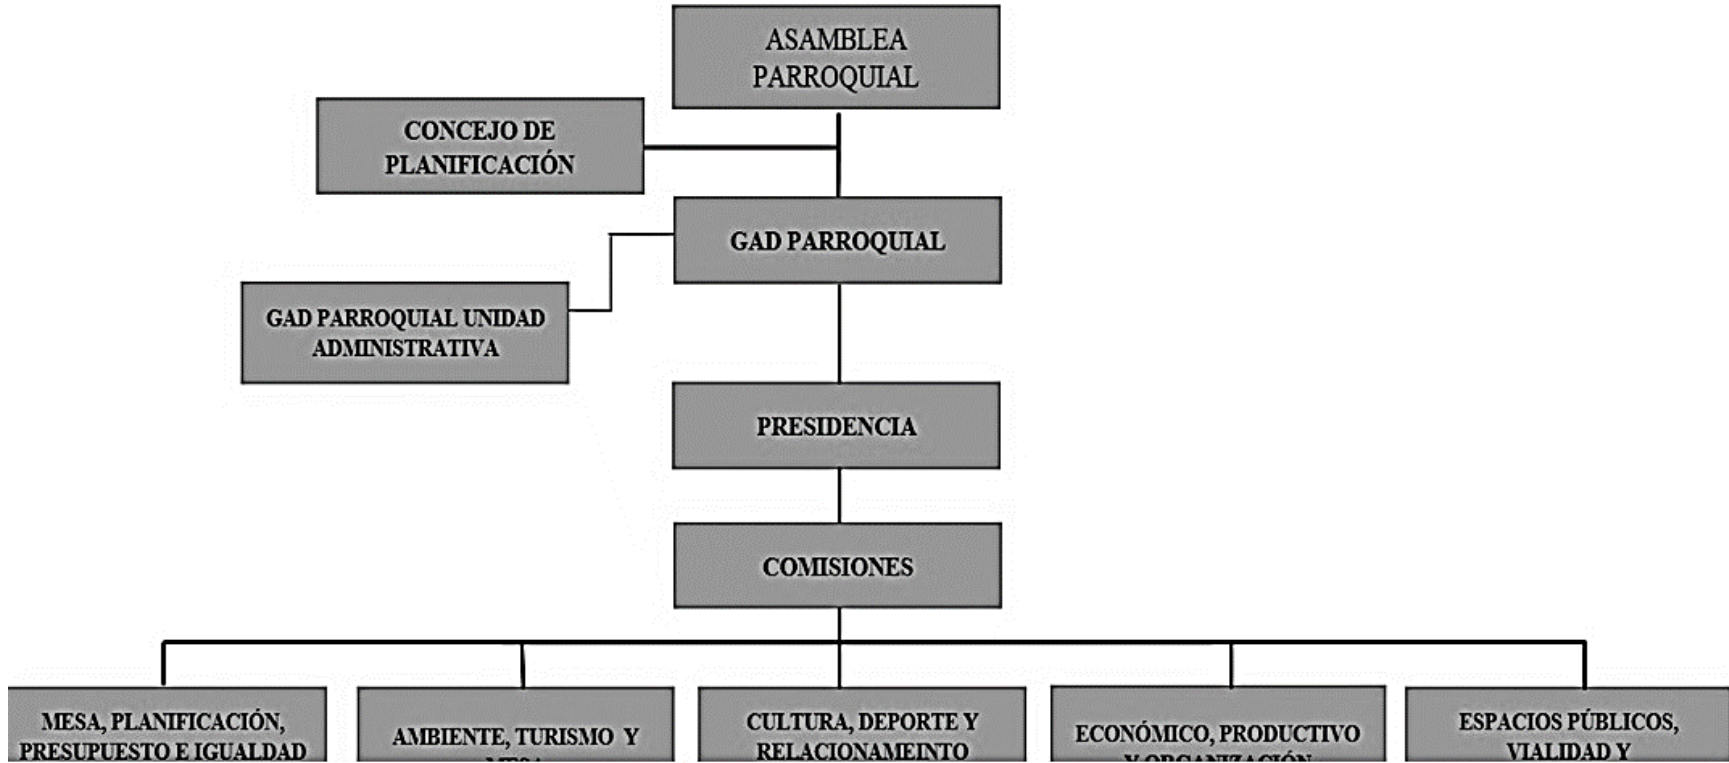 ASAMBLEA
PARROQUIAL
CONCEJO DE
PLANIFICACIÓN
GAD PARROQUIAL
GAD PARROQUIAL UNIDAD
ADMINISTRATIVA
PRESIDENCIA
COMISIONES
MESA, PLANIFICACIÓN,
PRESUPUESTO E IGUALDAD
AMBIENTE, TURISMO Y
CULTURA, DEPORTE Y
RELACIONAMEINTO
ECONÓMICO, PRODUCTIVO
Y ORGANIZACIÓN
ESPACIOS PÚBLICOS,
VIALIDAD Y